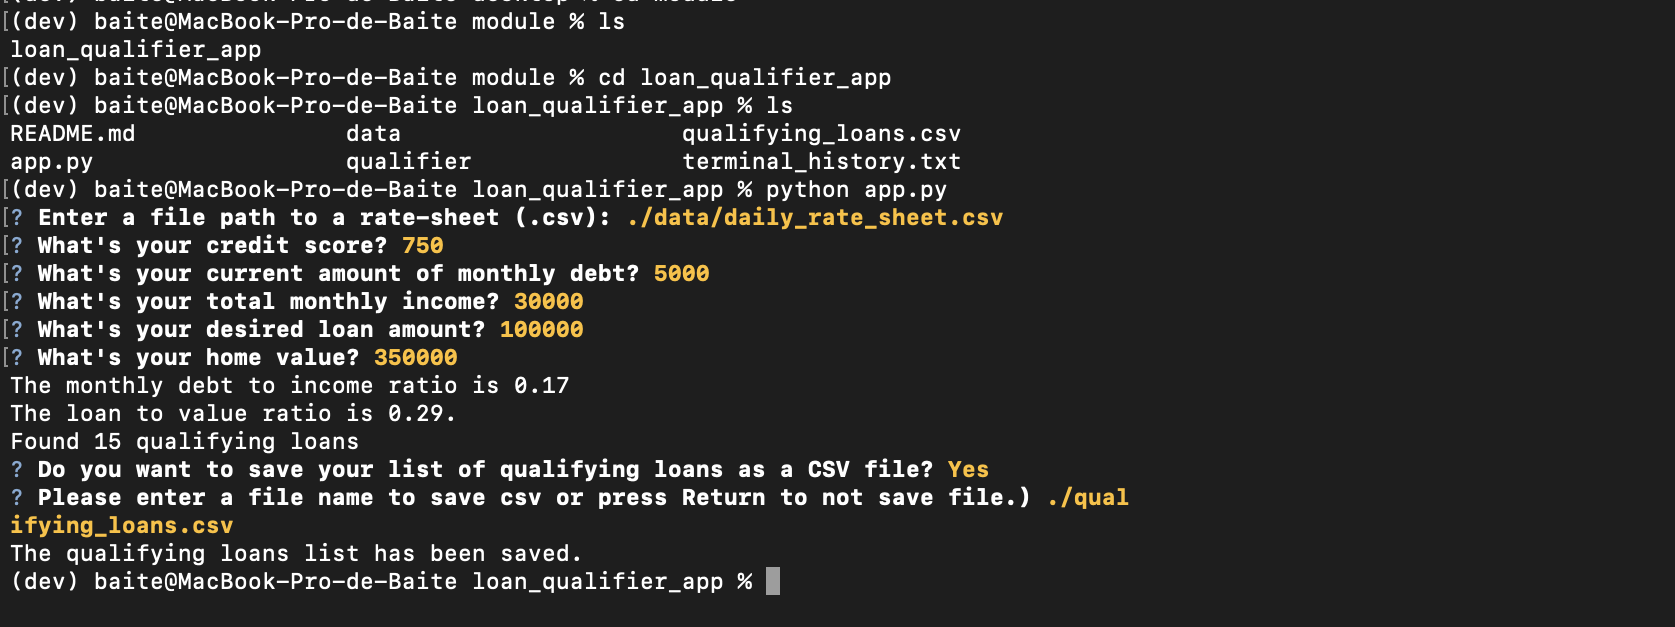 [(dev) baite@MacBook-Pro-de-Baite module % ls
loan_qualifier_app
[(dev) baite@MacBook-Pro-de-Baite module % cd loan_qualifier_app
[(dev) baite@MacBook-Pro-de-Baite loan_qualifier_app % ls
README.md data qualifying_loans.csv
app.py qualifier terminal_history.txt
[(dev) baite@MacBook-Pro-de-Baite loan_qualifier_app % python app.py
[? Enter a file path to a rate-sheet (.csv): ./data/daily_rate_sheet.csv
[? What's your credit score? 750
[? What's your current amount of monthly debt? 5000
[? What's your total monthly income? 30000
[? What's your desired loan amount? 100000
[? What's your home value? 350000
The monthly debt to income ratio is 0.17
The loan to value ratio is 0.29.
Found 15 qualifying loans
? Do you want to save your list of qualifying loans as a CSV file? Yes
? Please enter a file name to save csv or press Return to not save file.) ./qual
ifying_loans.csv
The qualifying loans list has been saved.
(dev) baite@MacBook-Pro-de-Baite loan_qualifier_app %